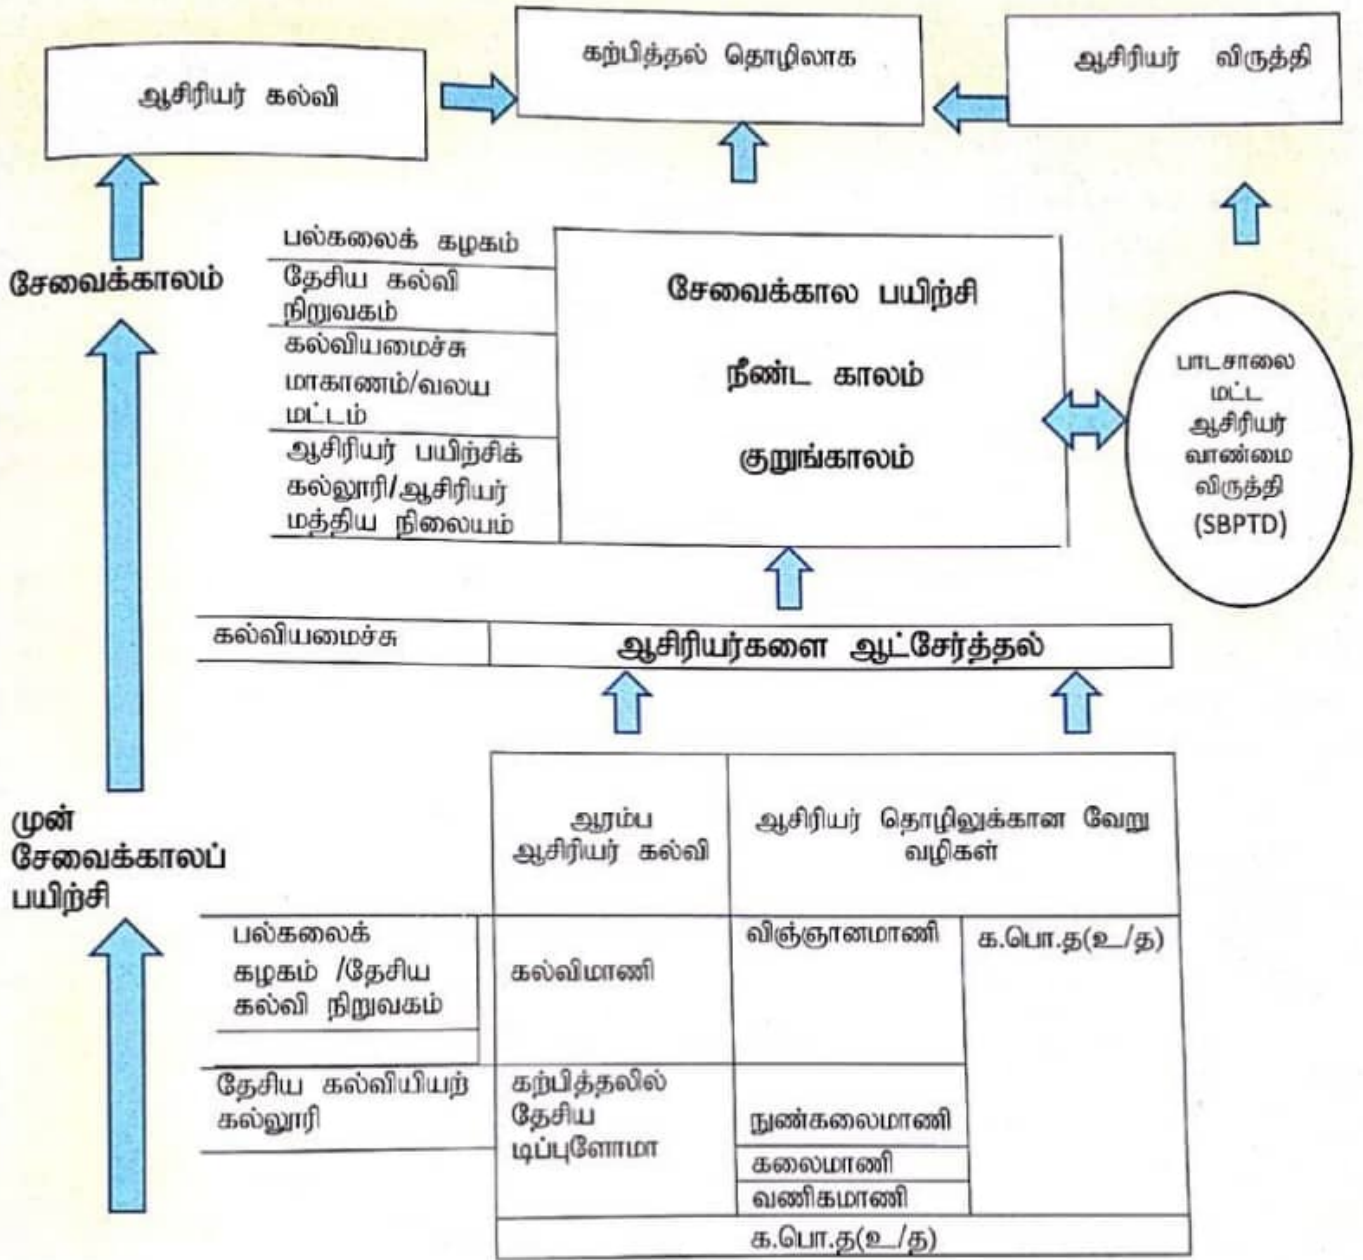 ஆசிரியர் கல்வி
கற்பித்தல் தொழிலாக
ஆசிரியர் விருத்தி
சேவைக்காலம்
பல்கலைக் கழகம்
தேசிய கல்வி
நிறுவகம்
கல்வியமைச்சு
மாகாணம்/வலய
மட்டம்
ஆசிரியர் பயிற்சிக்
கல்லூரி/ஆசிரியர்
மத்திய நிலையம்
சேவைக்கால பயிற்சி
நீண்ட காலம்
குறுங்காலம்
பாடசாலை
மட்ட
ஆசிரியர்
வாண்மை
விருத்தி
(SBPTD)
கல்வியமைச்சு
ஆசிரியர்களை ஆட்சேர்த்தல்
முன்
சேவைக்காலப்
பயிற்சி
ஆரம்ப
ஆசிரியர் கல்வி
ஆசிரியர் தொழிலுக்கான வேறு
வழிகள்
பல்கலைக்
கழகம் /தேசிய
கல்வி நிறுவகம்
கல்விமாணி
விஞ்ஞானமாணி
க.பொ.த(உ/த)
தேசிய கல்வியியற்
கல்லூரி
கற்பித்தலில்
தேசிய
டிப்புளோமா
நுண்கலைமாணி
கலைமாணி
வணிகமாணி
க.பொ.த(உ/த)